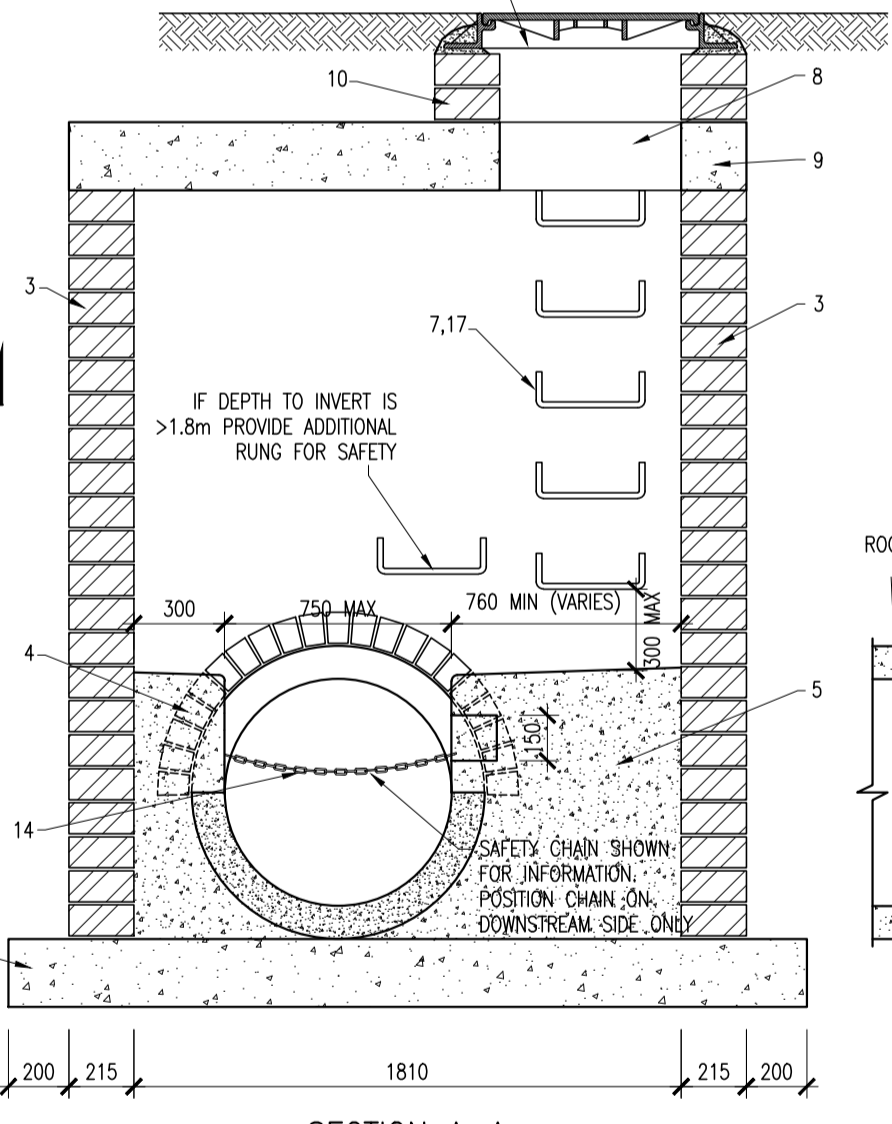 10
8
9
3
3
7,17
IF DEPTH TO INVERT IS
>1.8m PROVIDE ADDITIONAL
RUNG FOR SAFETY
300
750 MAX
760 MIN (VARIES)
300 MAX
4
5
150
14
SAFETY CHAIN SHOWN
FOR INFORMATION.
POSITION CHAIN ON
DOWNSTREAM SIDE ONLY
200
215
1810
215
200